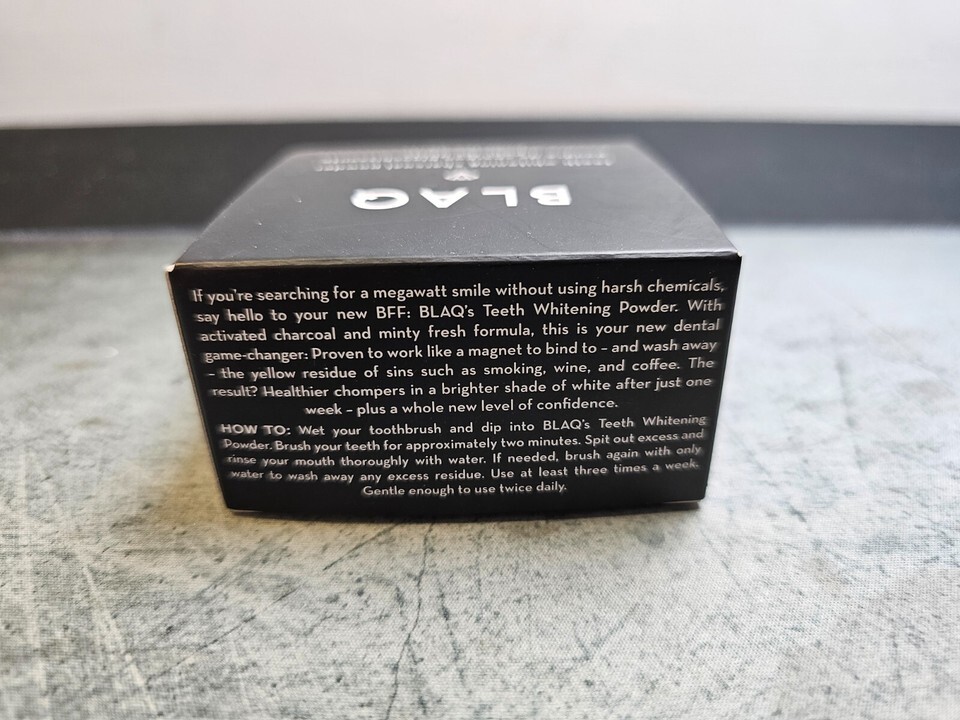 BLAQ
If you're searching for a megawatt smile without using harsh chemicals,
say hello to your new BFF: BLAQ's Teeth Whitening Powder. With
activated charcoal and minty fresh formula, this is your new dental
game-changer: Proven to work like a magnet to bind to – and wash away
– the yellow residue of sins such as smoking, wine, and coffee. The
result? Healthier chompers in a brighter shade of white after just one
week – plus a whole new level of confidence.
HOW TO: Wet your toothbrush and dip into BLAQ's Teeth Whitening
Powder. Brush your teeth for approximately two minutes. Spit out excess and
rinse your mouth thoroughly with water. If needed, brush again with only
water to wash away any excess residue. Use at least three times a week.
Gentle enough to use twice daily.